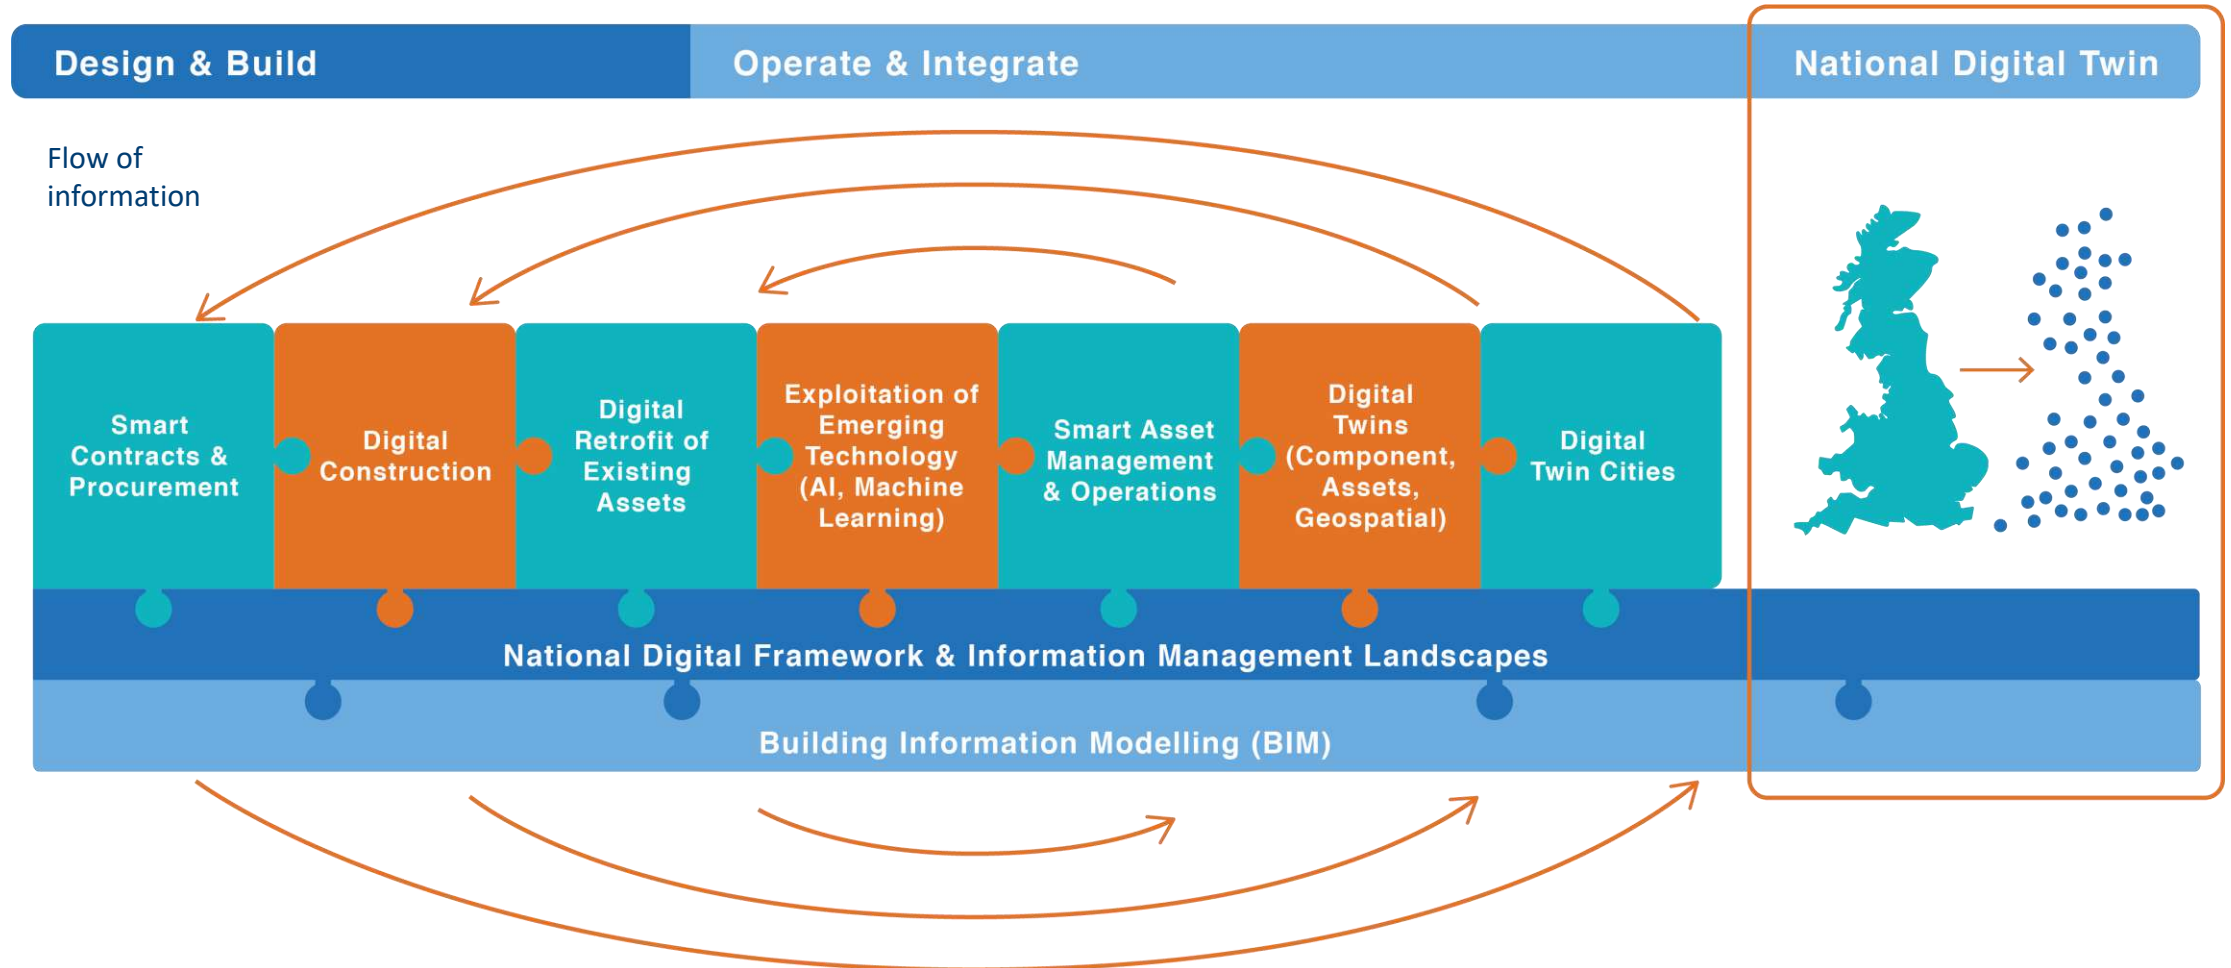 Design & Build
Operate & Integrate
National Digital Twin
Flow of
information
Smart
Contracts &
Procurement
Digital
Construction
Digital
Retrofit of
Existing
Assets
Exploitation of
Emerging
Technology
(AI, Machine
Learning)
Smart Asset
Management
& Operations
Digital
Twins
(Component,
Assets,
Geospatial)
Digital
Twin Cities
National Digital Framework & Information Management Landscapes
Building Information Modelling (BIM)